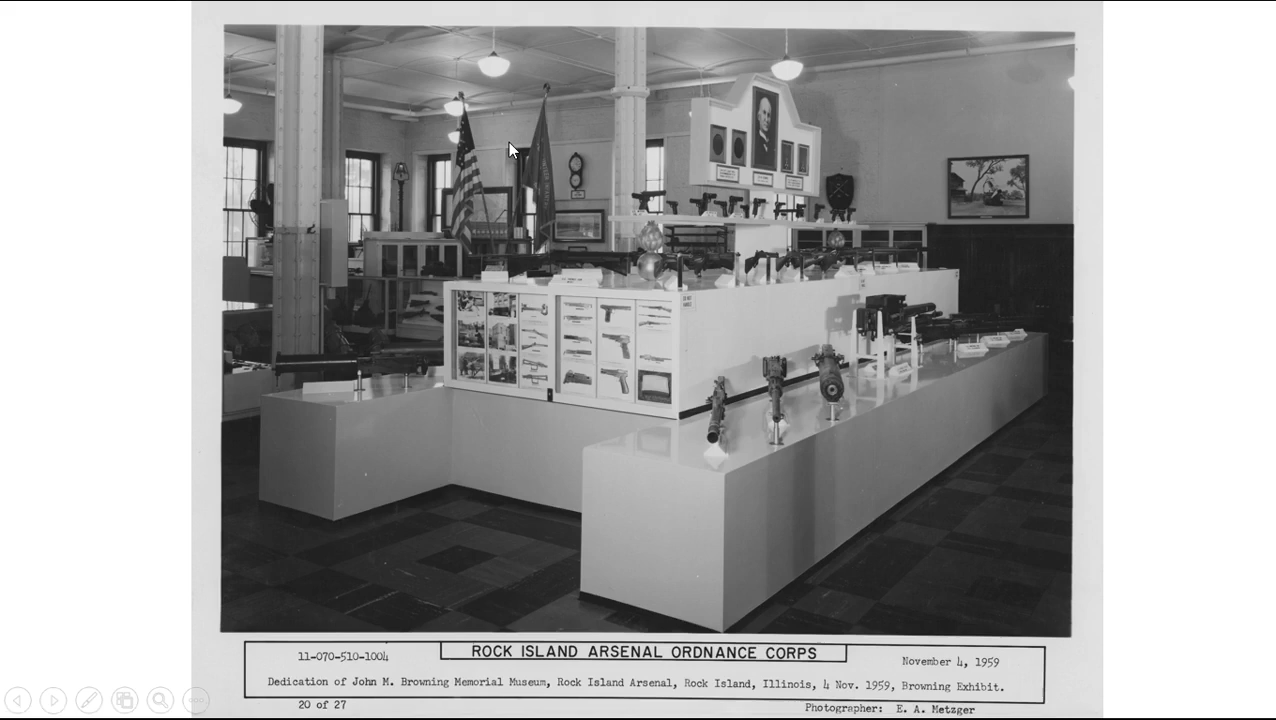 11-070-510-1004
ROCK ISLAND ARSENAL ORDNANCE CORPS
November 4, 1959
Dedication of John M. Browning Memorial Museum, Rock Island Arsenal, Rock Island, Illinois, 4 Nov. 1959, Browning Exhibit.
20 of 27
Photographer: E. A. Metzger